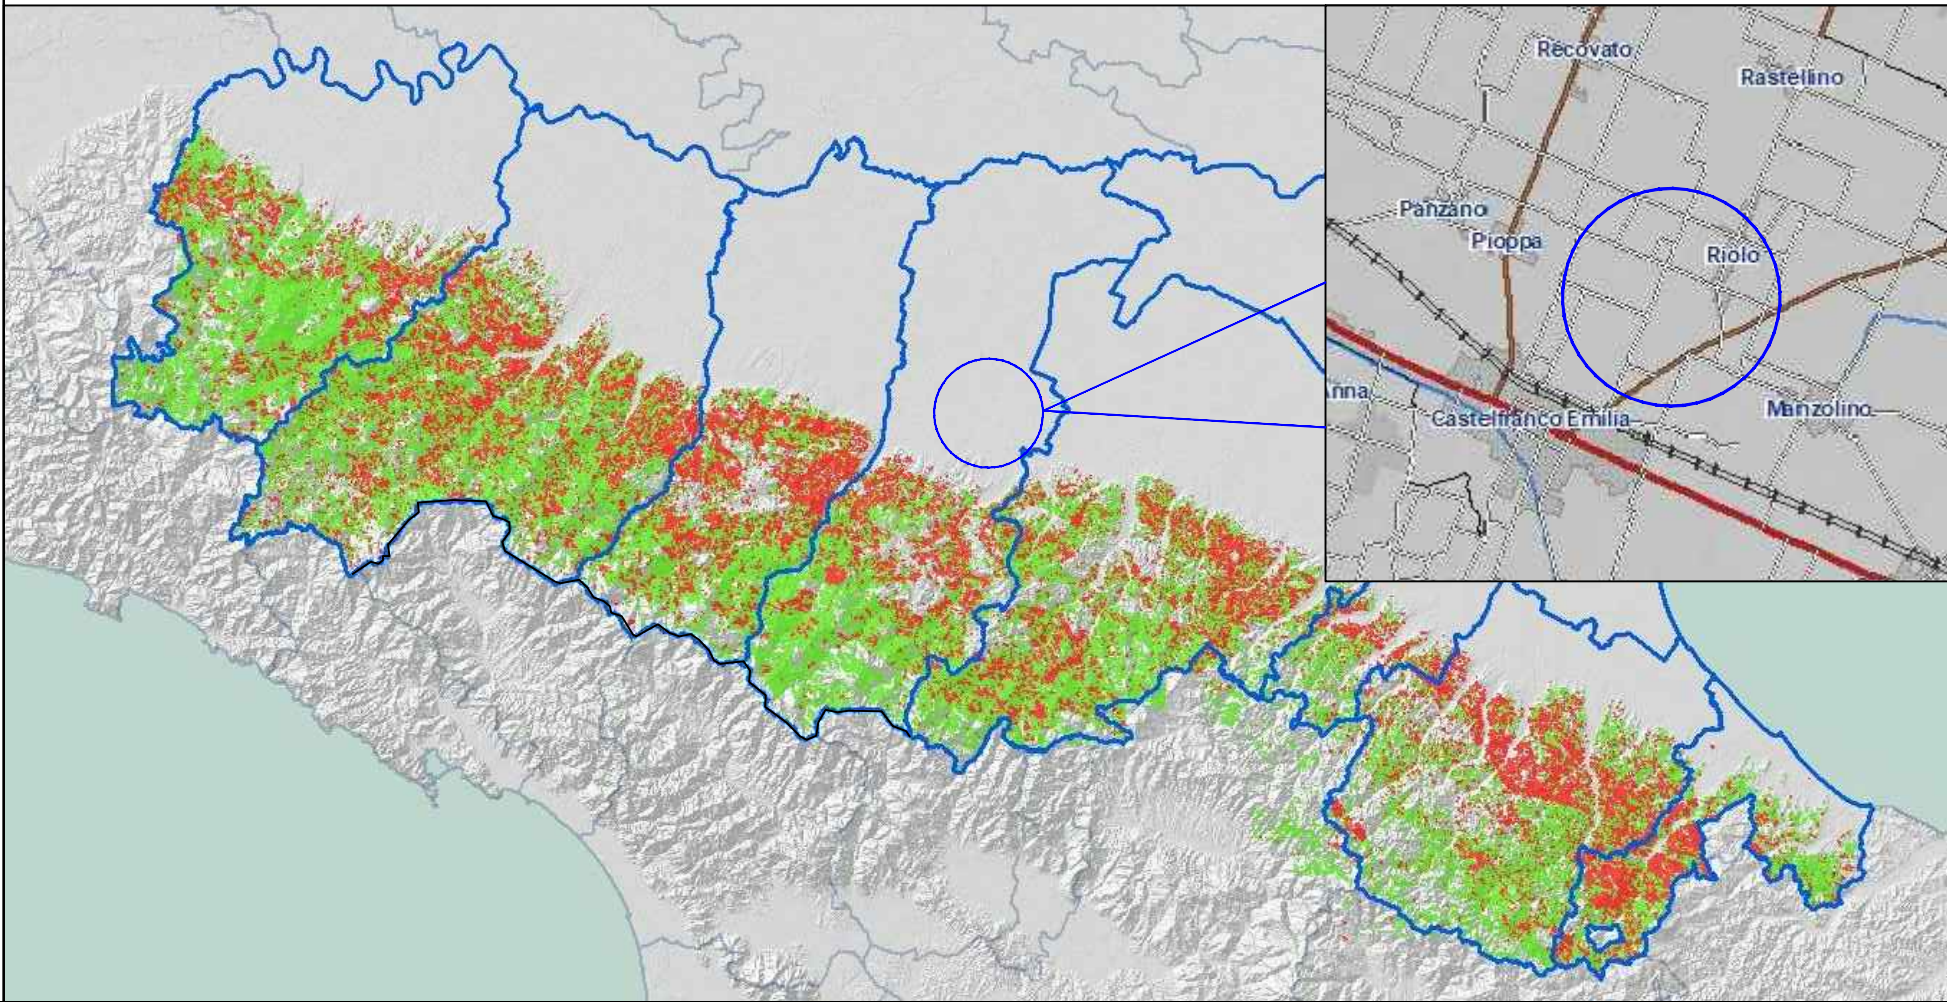 Recovato
Rastellino
Panzano
Pioppa
Riolo
Anna
Castelfranco Emilia
Manzolino